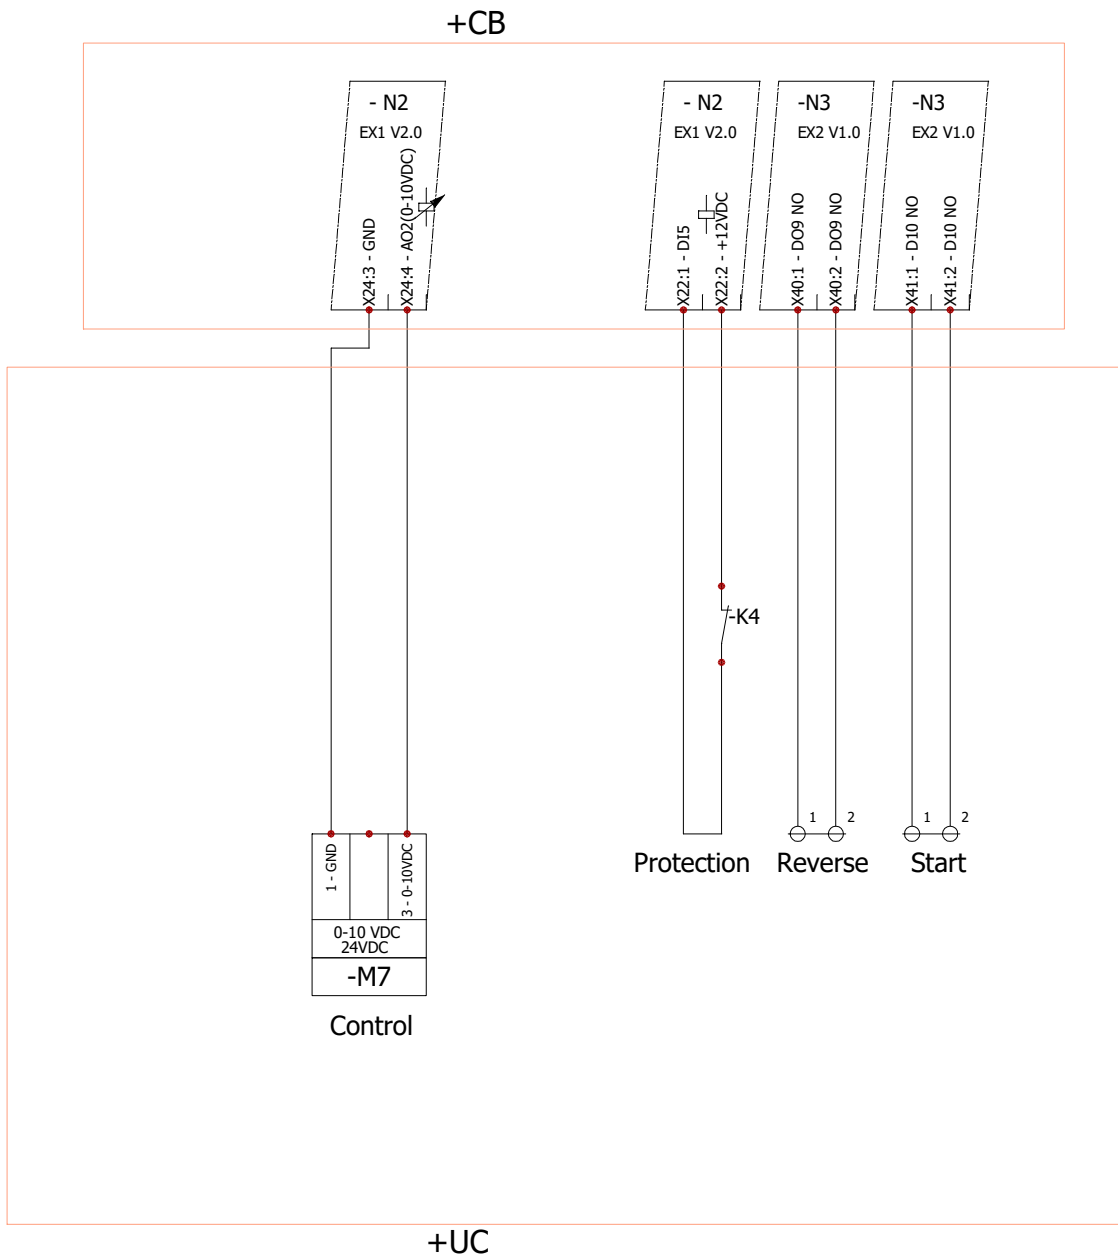 +CB
- N2
EX1 V2.0
X24:3 - GND
X24:4 - AO2(0-10VDC)
- N2
EX1 V2.0
X22:1 - DI5
X22:2 - +12VDC
-N3
EX2 V1.0
X40:1 - DO9 NO
X40:2 - DO9 NO
-N3
EX2 V1.0
X41:1 - D10 NO
X41:2 - D10 NO
-K4
1 2
1 2
Protection
Reverse
Start
1 - GND
3 - 0-10VDC
0-10 VDC
24VDC
-M7
Control
+UC